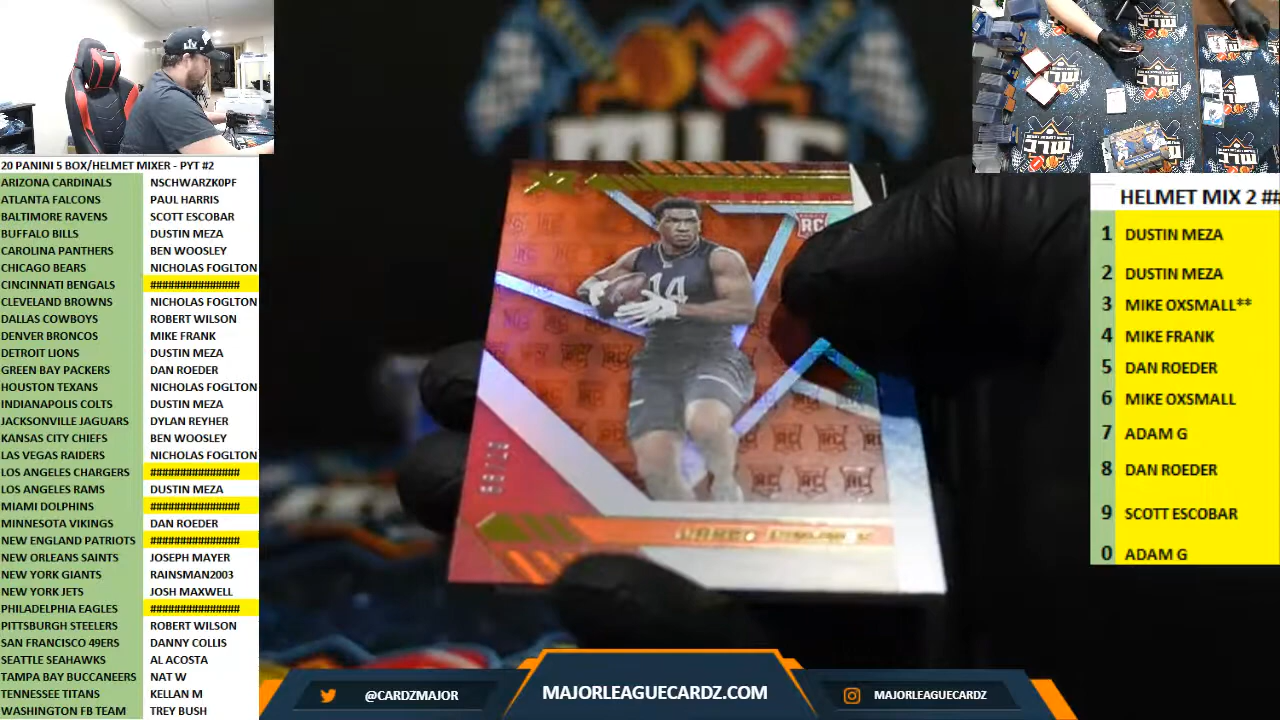 20 PANINI 5 BOX/HELMET MIXER - PYT #2
ARIZONA CARDINALS NSCHWARZK0PF
ATLANTA FALCONS PAUL HARRIS
BALTIMORE RAVENS SCOTT ESCOBAR
BUFFALO BILLS DUSTIN MEZA
CAROLINA PANTHERS BEN WOOSLEY
CHICAGO BEARS NICHOLAS FOGLTON
CINCINNATI BENGALS ###############
CLEVELAND BROWNS NICHOLAS FOGLTON
DALLAS COWBOYS ROBERT WILSON
DENVER BRONCOS MIKE FRANK
DETROIT LIONS DUSTIN MEZA
GREEN BAY PACKERS DAN ROEDER
HOUSTON TEXANS NICHOLAS FOGLTON
INDIANAPOLIS COLTS DUSTIN MEZA
JACKSONVILLE JAGUARS DYLAN REYHER
KANSAS CITY CHIEFS BEN WOOSLEY
LAS VEGAS RAIDERS NICHOLAS FOGLTON
LOS ANGELES CHARGERS ###############
LOS ANGELES RAMS DUSTIN MEZA
MIAMI DOLPHINS ###############
MINNESOTA VIKINGS DAN ROEDER
NEW ENGLAND PATRIOTS ###############
NEW ORLEANS SAINTS JOSEPH MAYER
NEW YORK GIANTS RAINSMAN2003
NEW YORK JETS JOSH MAXWELL
PHILADELPHIA EAGLES ###############
PITTSBURGH STEELERS ROBERT WILSON
SAN FRANCISCO 49ERS DANNY COLLIS
SEATTLE SEAHAWKS AL ACOSTA
TAMPA BAY BUCCANEERS NAT W
TENNESSEE TITANS KELLAN M
WASHINGTON FB TEAM TREY BUSH
LV
MLC
RC
14
HELMET MIX 2 ##
1 DUSTIN MEZA
2 DUSTIN MEZA
3 MIKE OXSMALL**
4 MIKE FRANK
5 DAN ROEDER
6 MIKE OXSMALL
7 ADAM G
8 DAN ROEDER
9 SCOTT ESCOBAR
0 ADAM G
@CARDZMAJOR
MAJORLEAGUECARDZ.COM
MAJORLEAGUECARDZ